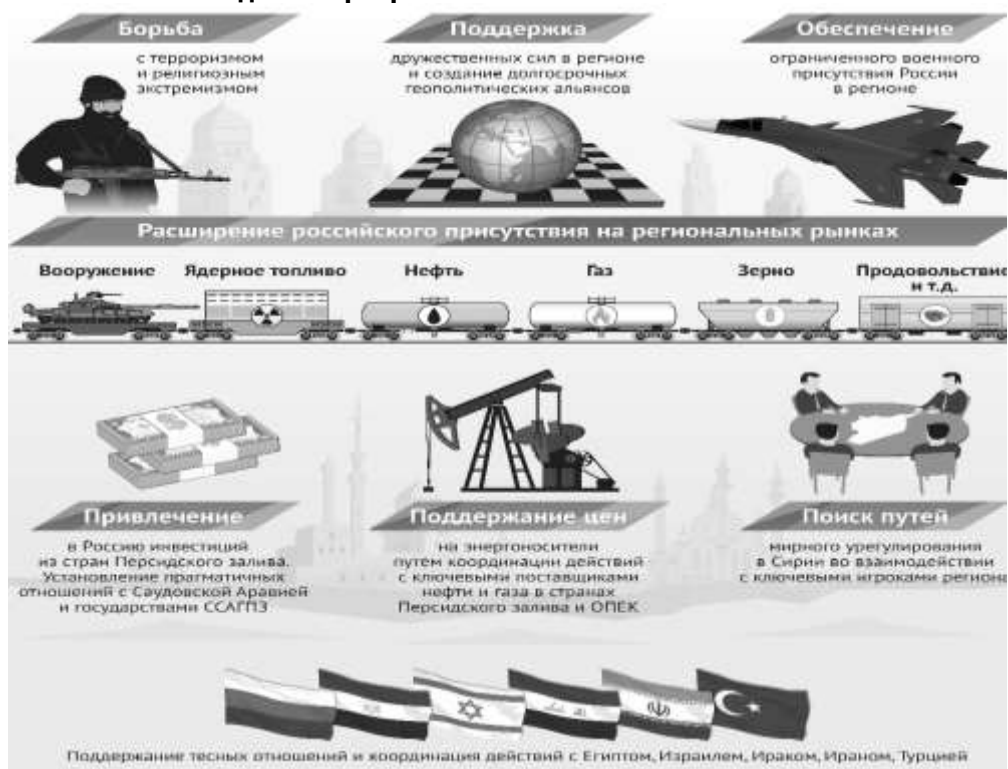 Борьба
с терроризмом
и религиозным
экстремизмом
Поддержка
дружественных сил в регионе
и создание долгосрочных
геополитических альянсов
Обеспечение
ограниченного военного
присутствия России
в регионе
Расширение российского присутствия на региональных рынках
Вооружение
Ядерное топливо
Нефть
Газ
Зерно
Продовольствие
и т.д.
Привлечение
в Россию инвестиций
из стран Персидского залива.
Установление прагматичных
отношений с Саудовской Аравией
и государствами ССАГПЗ
Поддержание цен
на энергоносители
путем координации действий
с ключевыми поставщиками
нефти и газа в странах
Персидского залива и ОПЕК
Поиск путей
мирного урегулирования
в Сирии во взаимодействии
с ключевыми игроками региона
Поддержание тесных отношений и координация действий с Египтом, Израилем, Ираком, Ираном, Турцией